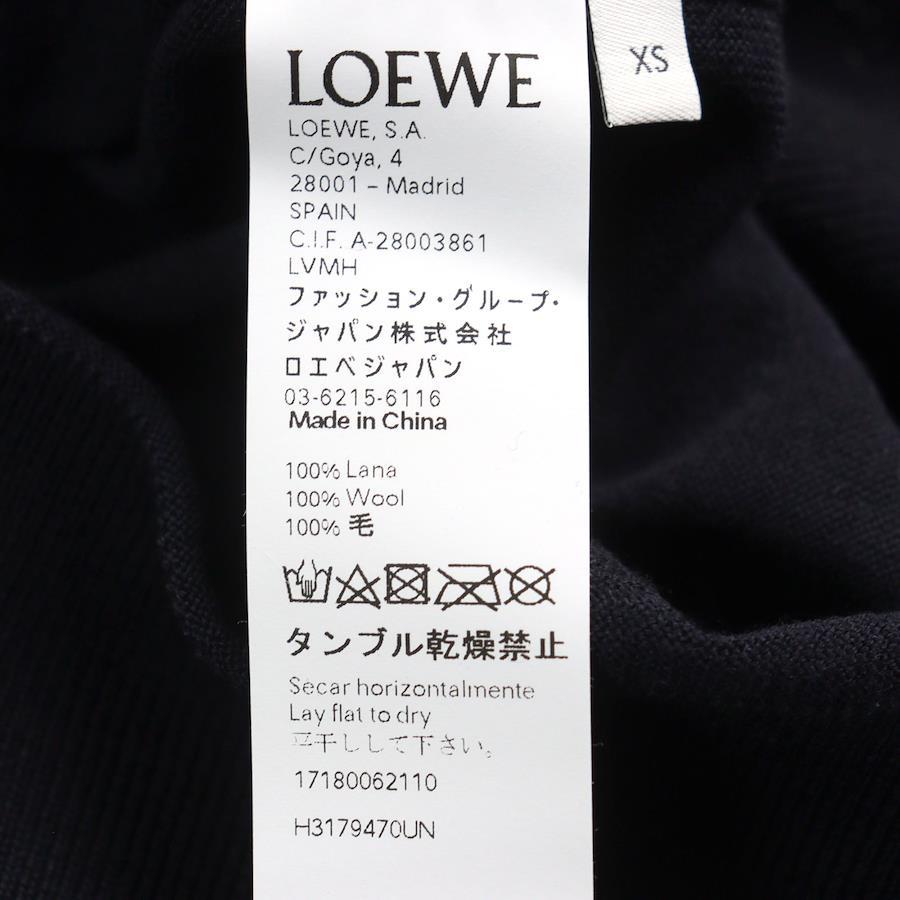 LOEWE
XS
LOEWE, S.A.
C/Goya, 4
28001 – Madrid
SPAIN
C.I.F. A-28003861
LVMH
ファッション・グループ・
ジャパン株式会社
ロエベジャパン
03-6215-6116
Made in China
100% Lana
100% Wool
100% 毛
タンブル乾燥禁止
Secar horizontalmente
Lay flat to dry
平干しして下さい。
17180062110
H3179470UN